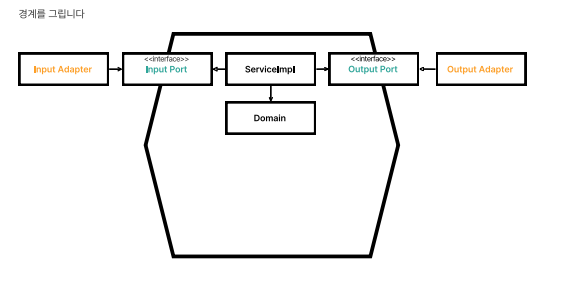 경계를 그립니다
Input Adapter
<<interface>>
Input Port
ServiceImpl
<<interface>>
Output Port
Output Adapter
Domain